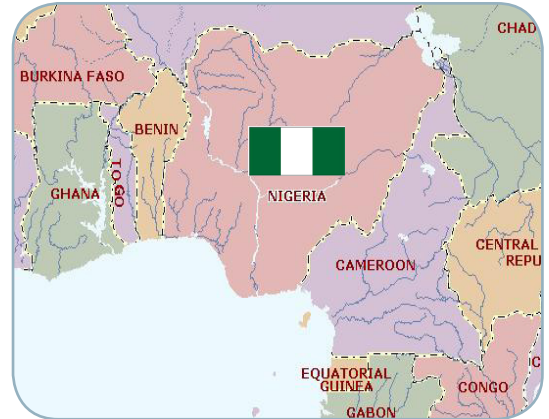 CHAD
BURKINA FASO
BENIN
GHANA
TO-GO
NIGERIA
CENTRAL
REPU
CAMEROON
EQUATORIAL
GUINEA
C
CONGO
GABON